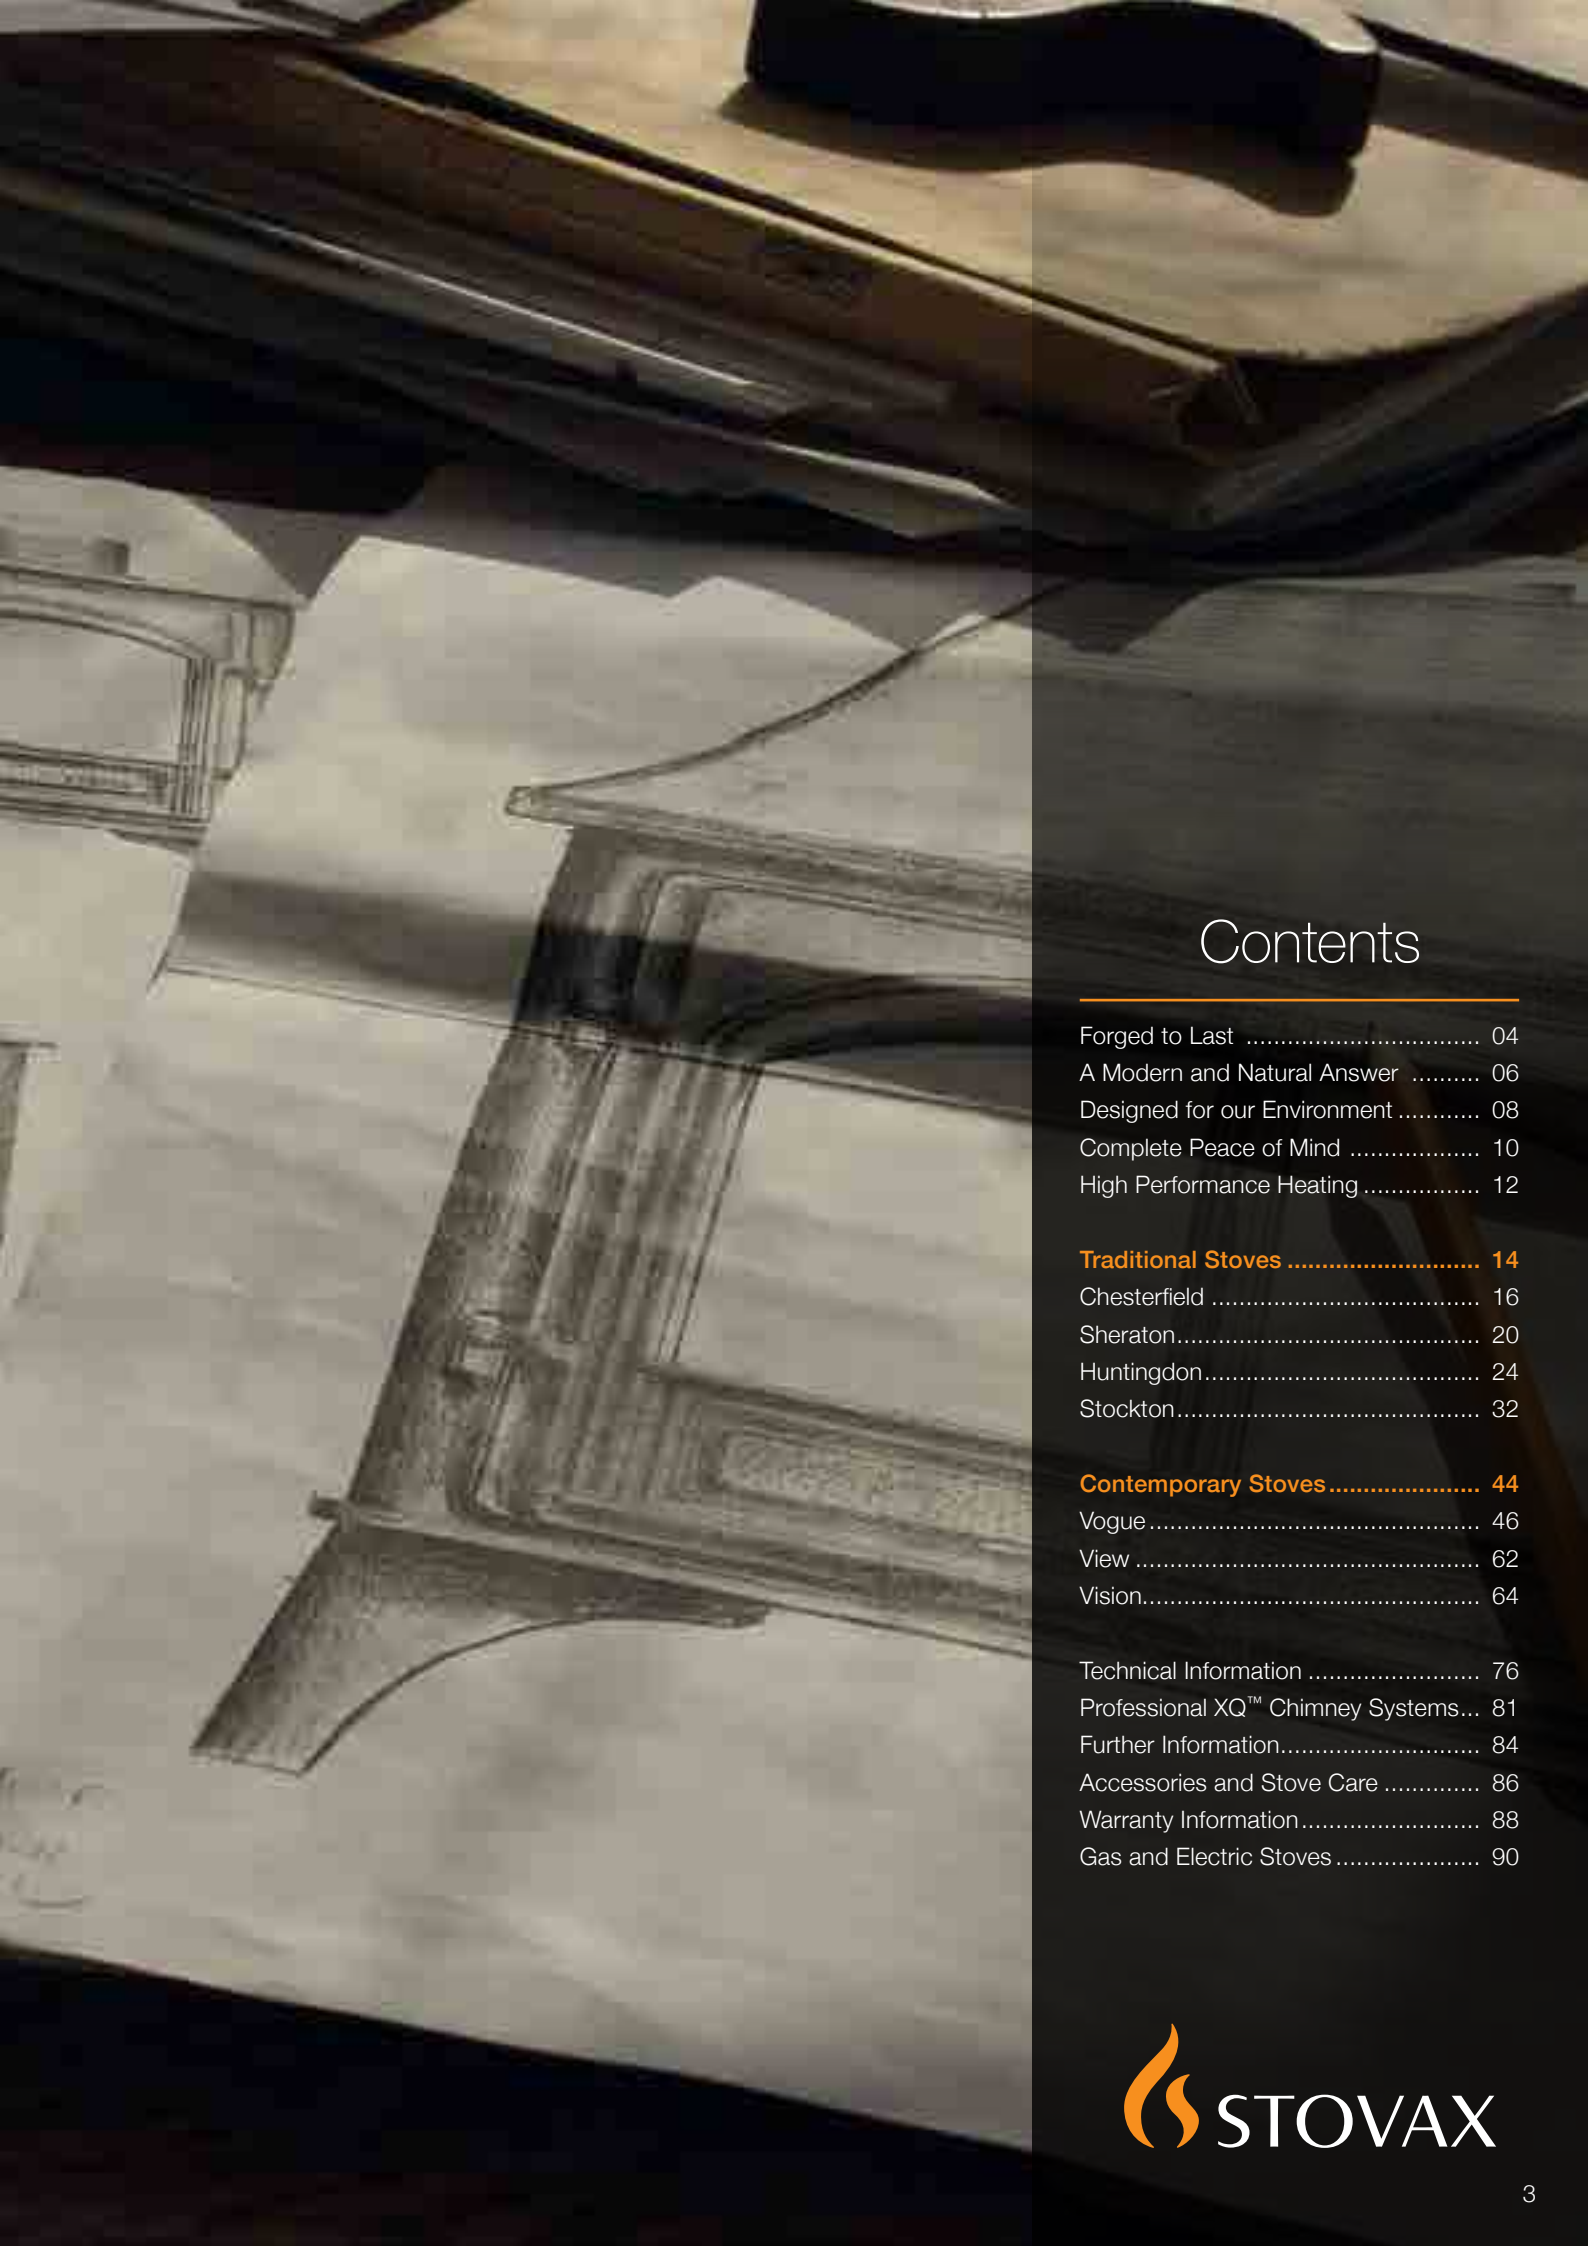 Contents
Forged to Last .................................. 04
A Modern and Natural Answer .......... 06
Designed for our Environment ............ 08
Complete Peace of Mind ................... 10
High Performance Heating ................. 12
Traditional Stoves ............................ 14
Chesterfield ....................................... 16
Sheraton............................................ 20
Huntingdon........................................ 24
Stockton............................................ 32
Contemporary Stoves...................... 44
Vogue................................................ 46
View .................................................. 62
Vision................................................. 64
Technical Information ......................... 76
Professional XQ™ Chimney Systems... 81
Further Information............................. 84
Accessories and Stove Care .............. 86
Warranty Information.......................... 88
Gas and Electric Stoves..................... 90
STOVAX
3